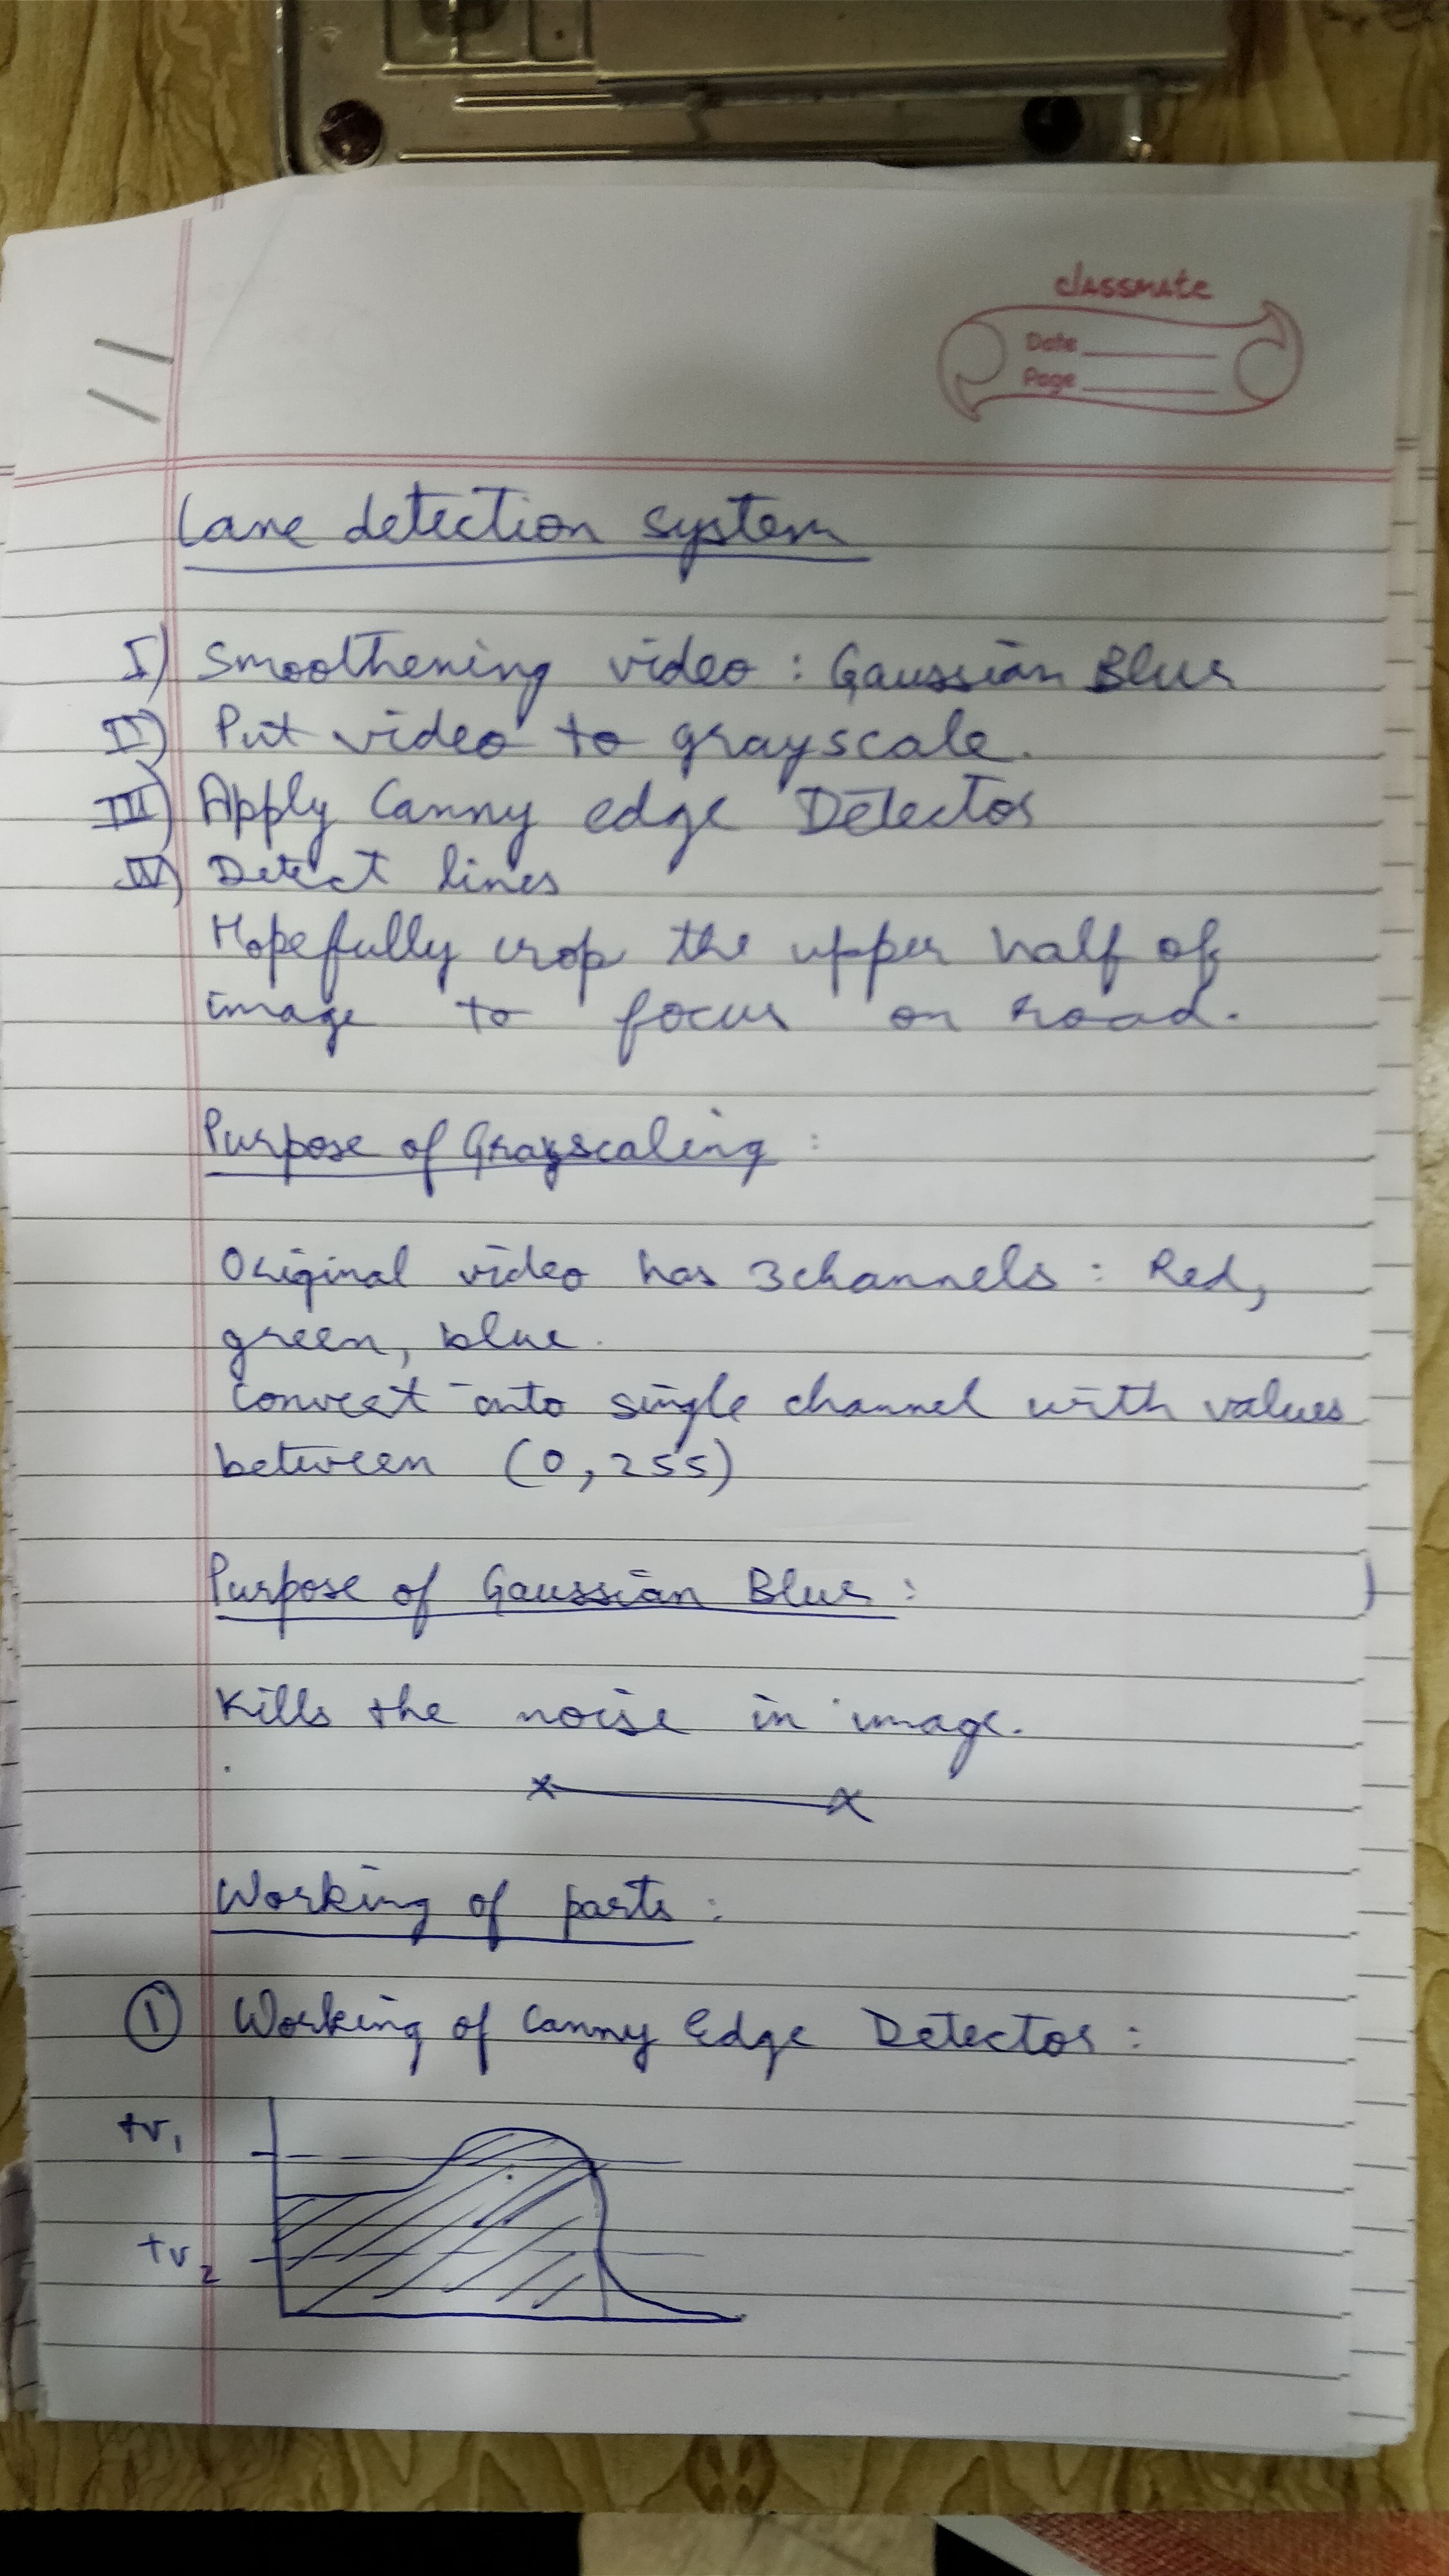 classmate
Date
Page
Lane detection system
I) Smoothening video : Gaussian Blur
II) Put video to grayscale.
III) Apply Canny edge Detector
IV) Detect lines
Hopefully crop the upper half of
image to focus on road.
Purpose of Grayscaling :
Original video has 3 channels : Red,
green, blue.
Convert into single channel with values
between (0, 255)
Purpose of Gaussian Blur :
Kills the noise in image.
x x
Working of parts :
① Working of Canny Edge Detector :
tv₁
tv₂